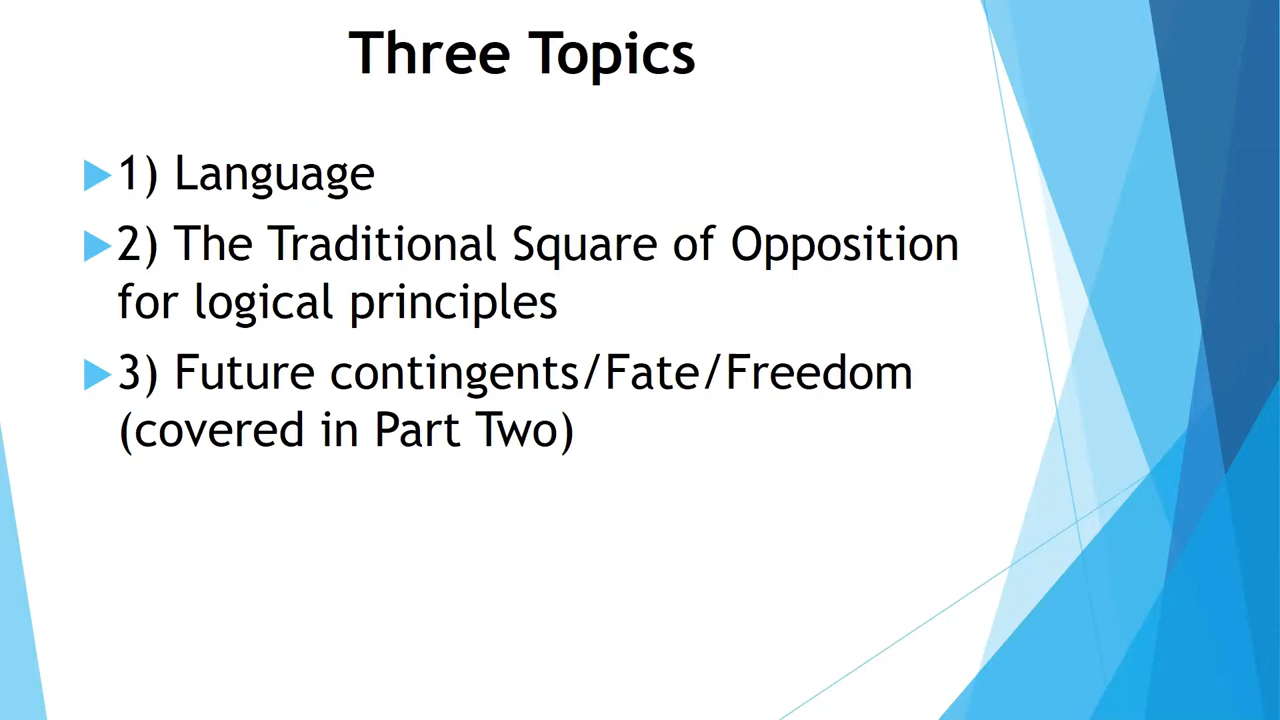 Three Topics
1) Language
2) The Traditional Square of Opposition
for logical principles
3) Future contingents/Fate/Freedom
(covered in Part Two)